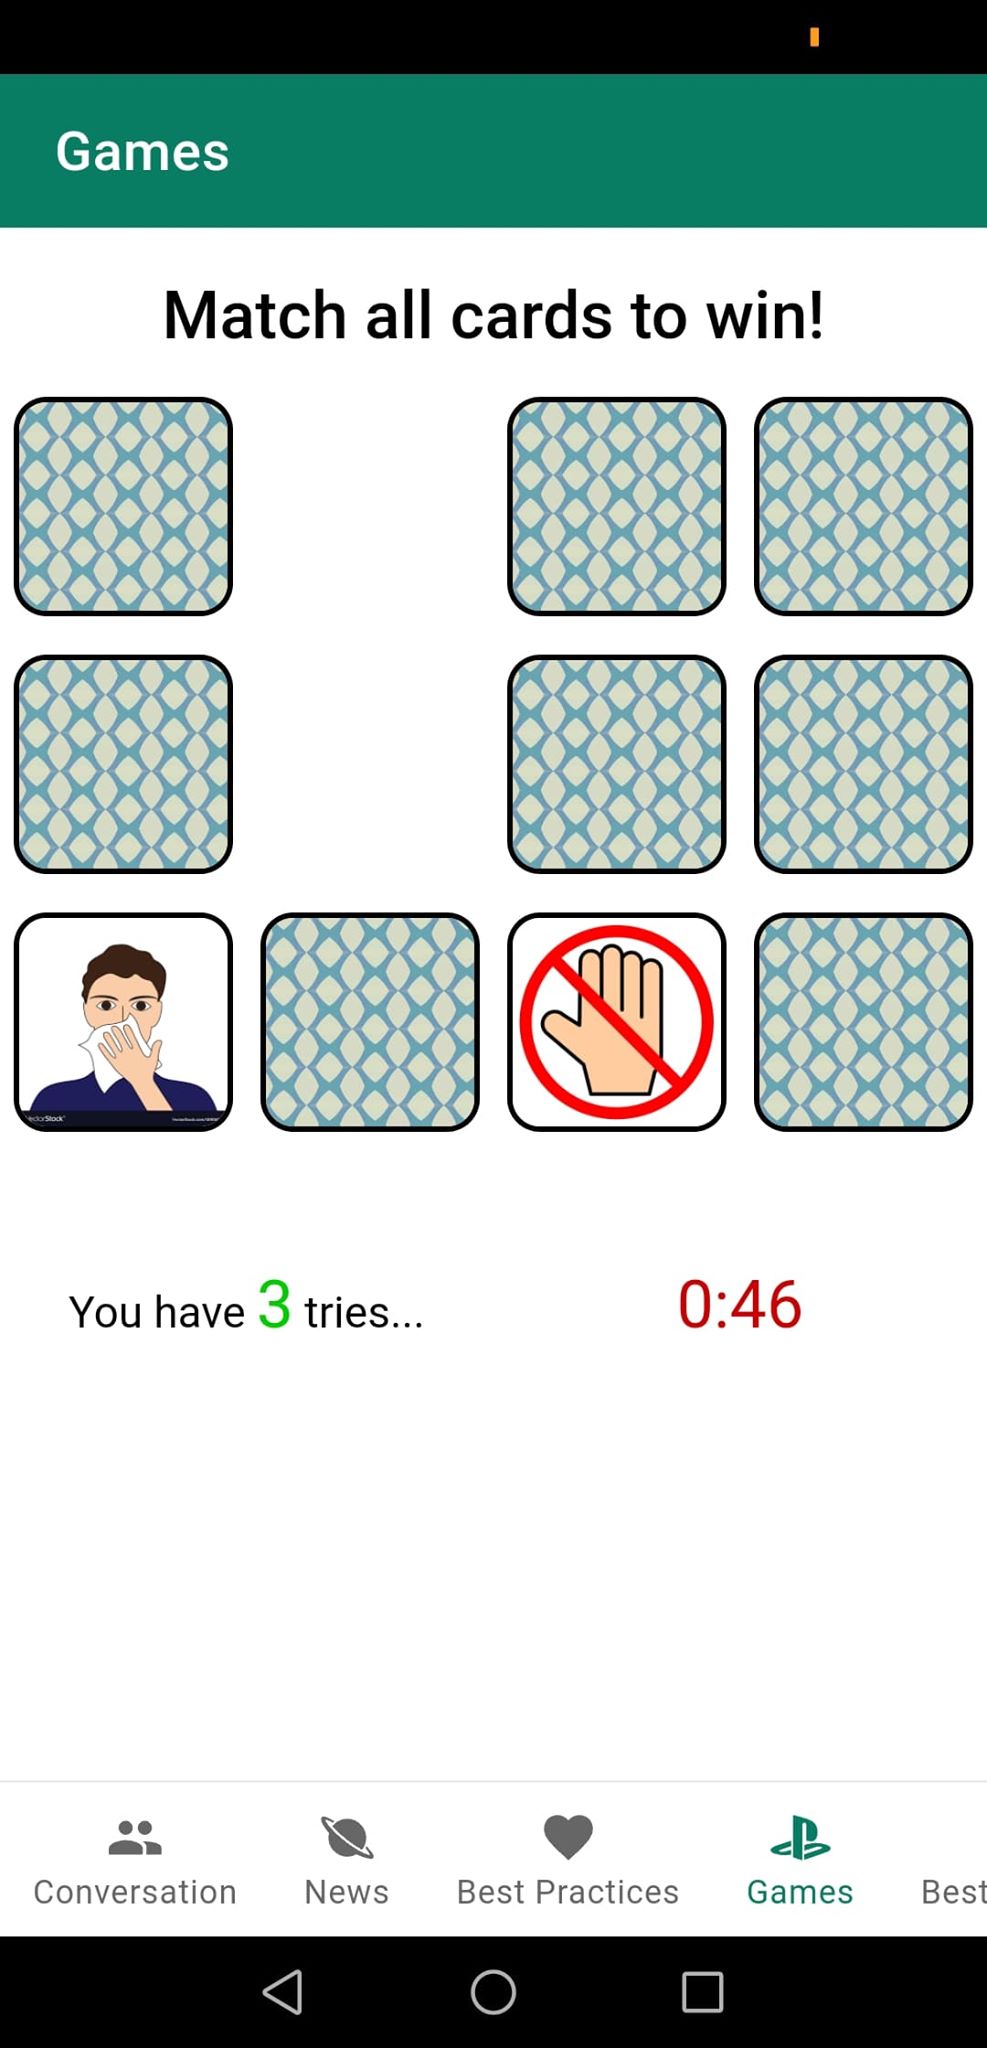 Games
Match all cards to win!
VectorStock
You have 3 tries...
0:46
Conversation
News
Best Practices
Games
Best